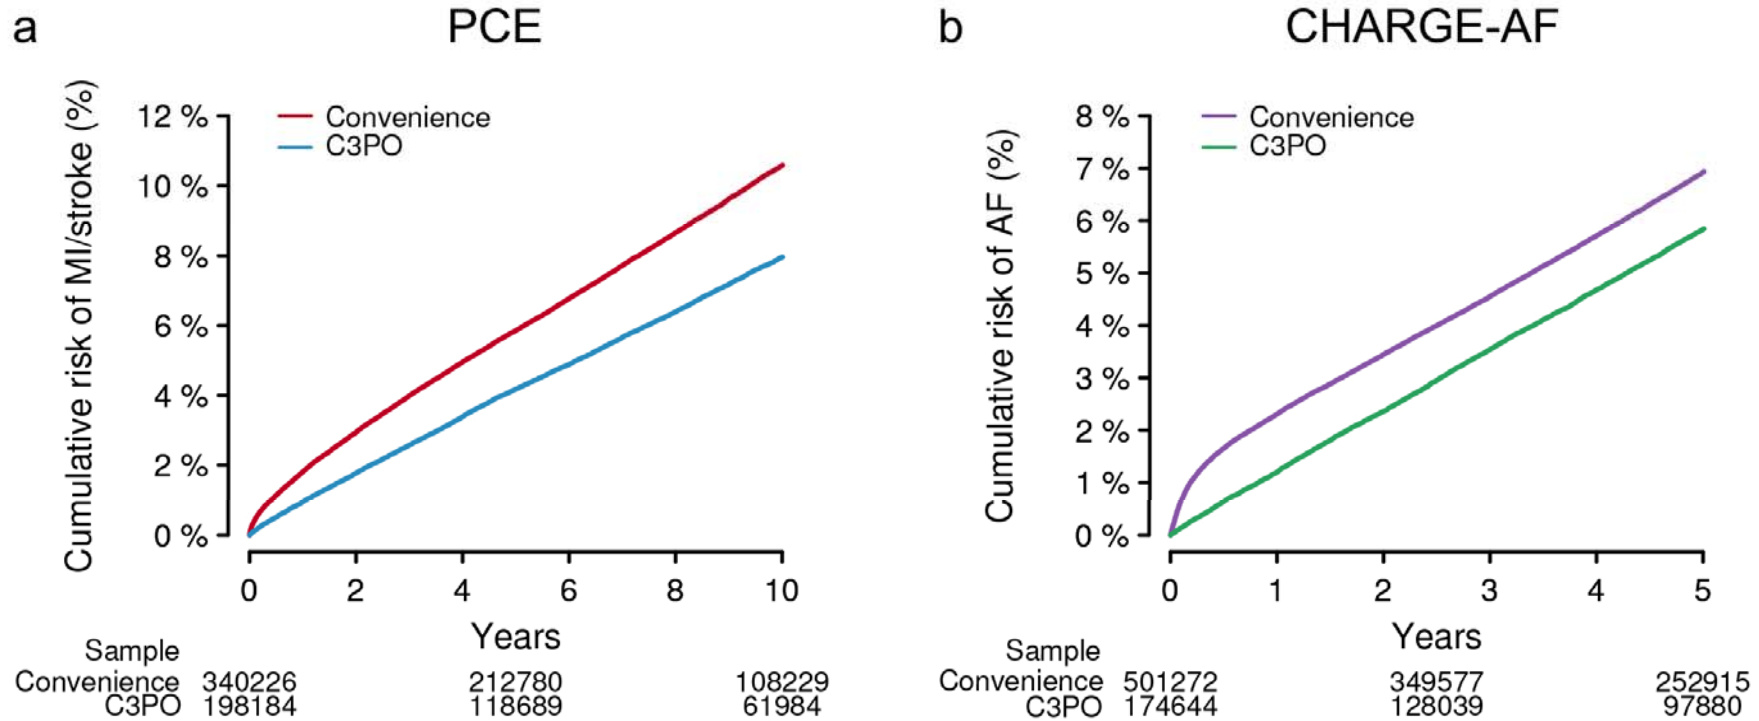 a
PCE
Cumulative risk of MI/stroke (%)
12 %
10 %
8 %
6 %
4 %
2 %
0 %
Convenience
C3PO
0 2 4 6 8 10
Years
Sample
Convenience 340226 212780 108229
C3PO 198184 118689 61984
b
CHARGE-AF
Cumulative risk of AF (%)
8 %
7 %
6 %
5 %
4 %
3 %
2 %
1 %
0 %
Convenience
C3PO
0 1 2 3 4 5
Years
Sample
Convenience 501272 349577 252915
C3PO 174644 128039 97880